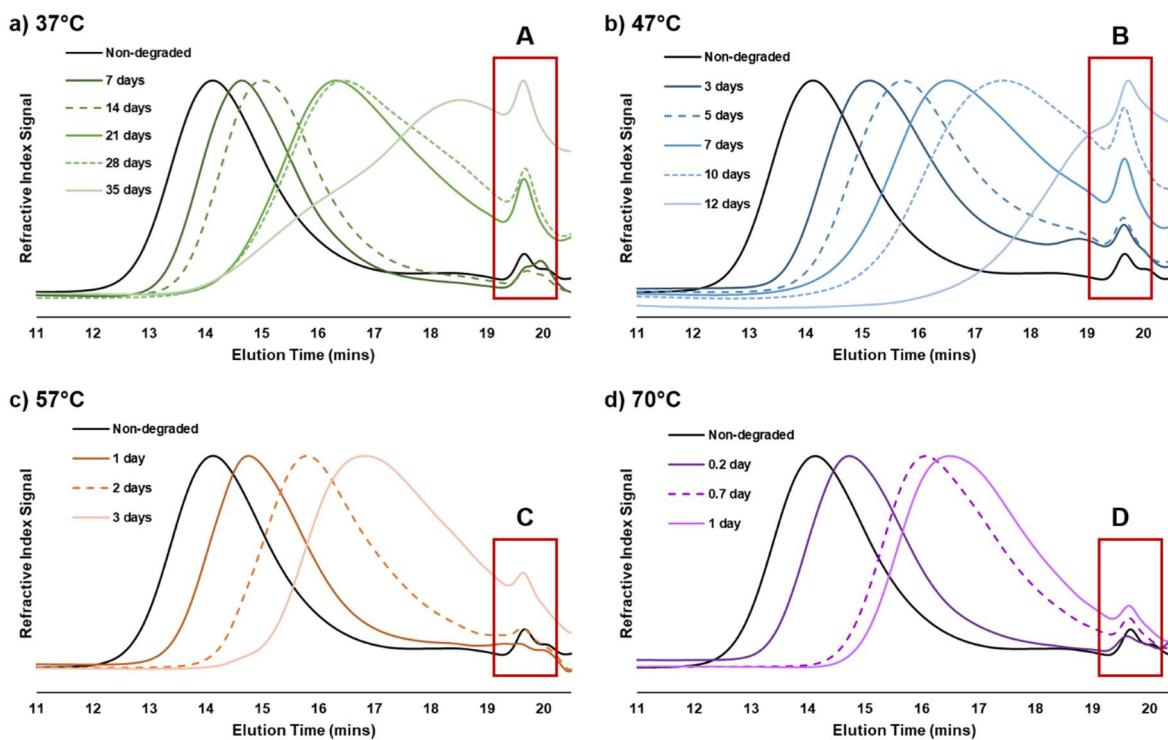 a) 37°C
A
Non-degraded
7 days
14 days
21 days
28 days
35 days
Refractive Index Signal
11 12 13 14 15 16 17 18 19 20
Elution Time (mins)
b) 47°C
B
Non-degraded
3 days
5 days
7 days
10 days
12 days
Refractive Index Signal
11 12 13 14 15 16 17 18 19 20
Elution Time (mins)
c) 57°C
C
Non-degraded
1 day
2 days
3 days
Refractive Index Signal
11 12 13 14 15 16 17 18 19 20
Elution Time (mins)
d) 70°C
D
Non-degraded
0.2 day
0.7 day
1 day
Refractive Index Signal
11 12 13 14 15 16 17 18 19 20
Elution Time (mins)